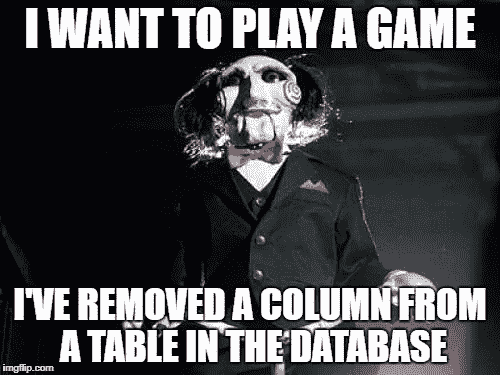 I WANT TO PLAY A GAME
I'VE REMOVED A COLUMN FROM
A TABLE IN THE DATABASE
imgflip.com